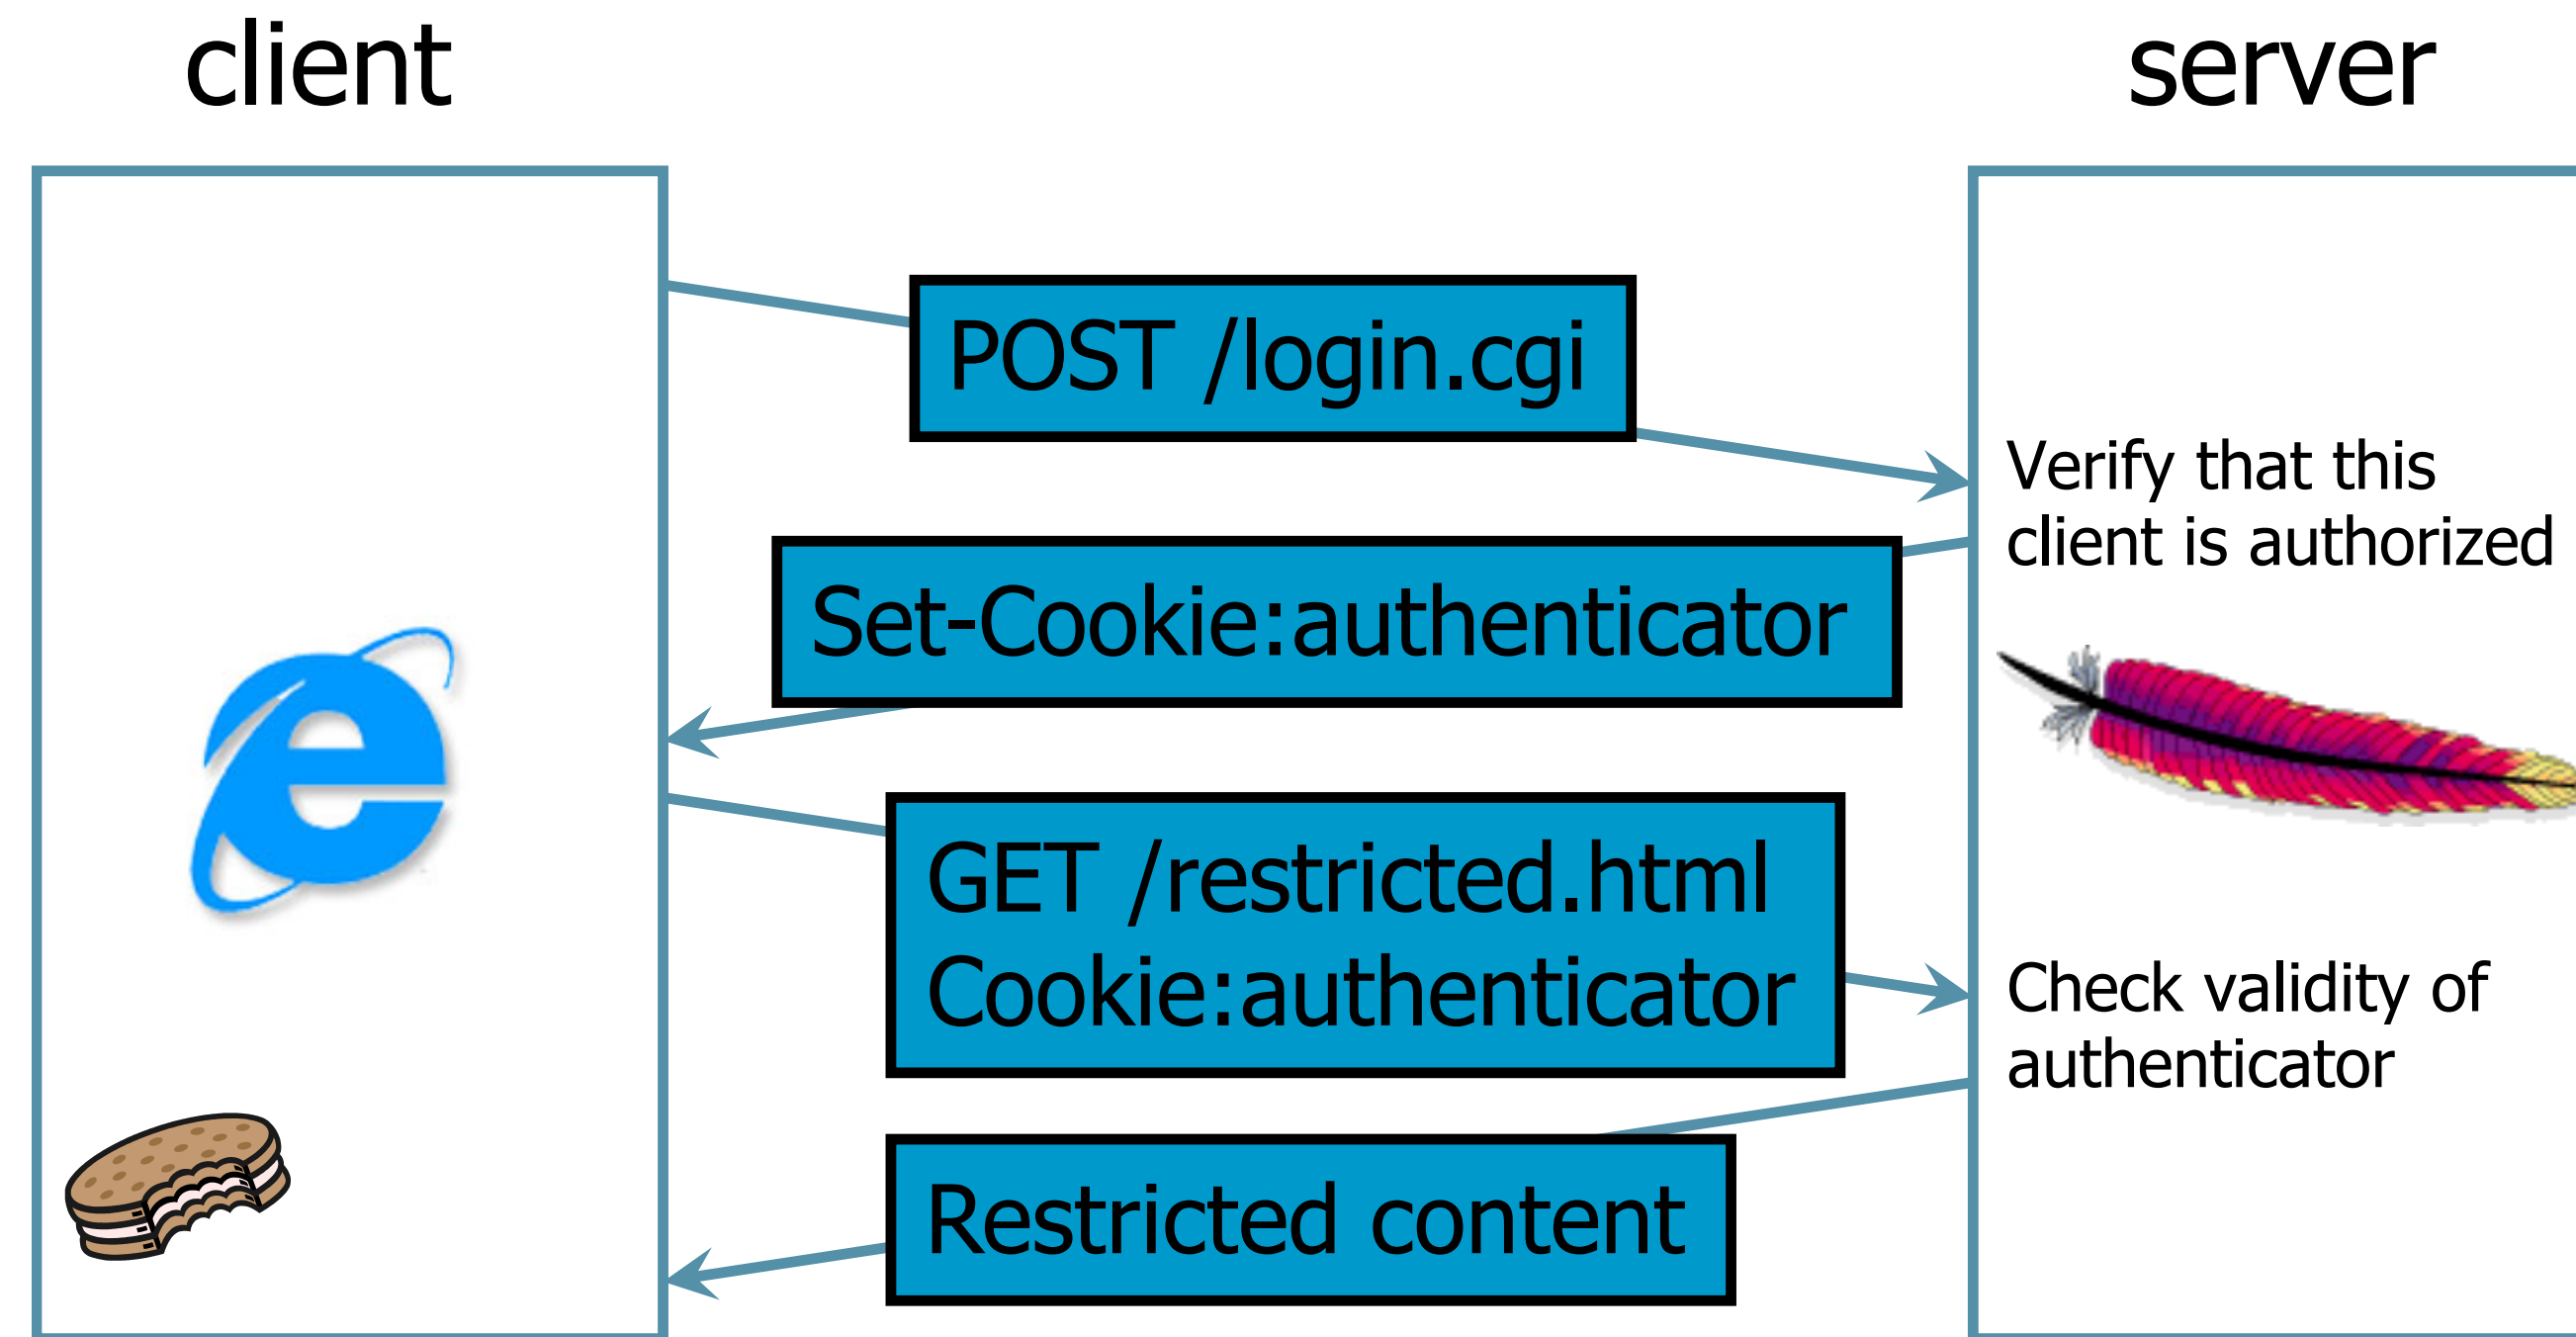 client
server
POST /login.cgi
Verify that this
client is authorized
Set-Cookie:authenticator
GET /restricted.html
Cookie:authenticator
Check validity of
authenticator
Restricted content